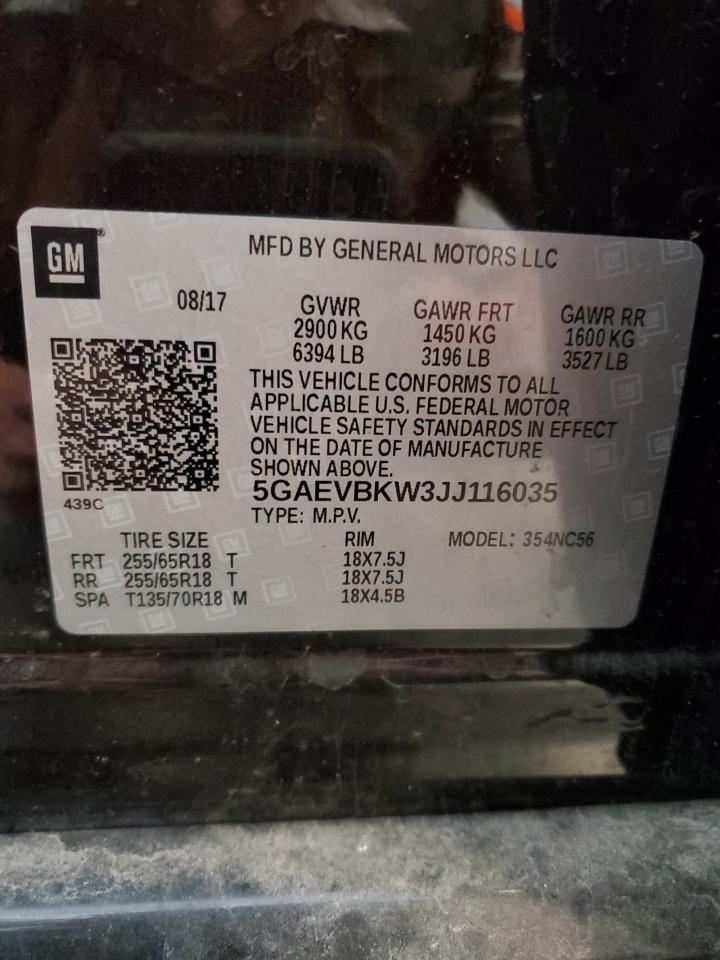 GM
MFD BY GENERAL MOTORS LLC
08/17
GVWR GAWR FRT GAWR RR
2900 KG 1450 KG 1600 KG
6394 LB 3196 LB 3527 LB
THIS VEHICLE CONFORMS TO ALL
APPLICABLE U.S. FEDERAL MOTOR
VEHICLE SAFETY STANDARDS IN EFFECT
ON THE DATE OF MANUFACTURE
SHOWN ABOVE.
439C
5GAEVBKW3JJ116035
TYPE: M.P.V.
TIRE SIZE RIM MODEL: 354NC56
FRT 255/65R18 T 18X7.5J
RR 255/65R18 T 18X7.5J
SPA T135/70R18 M 18X4.5B